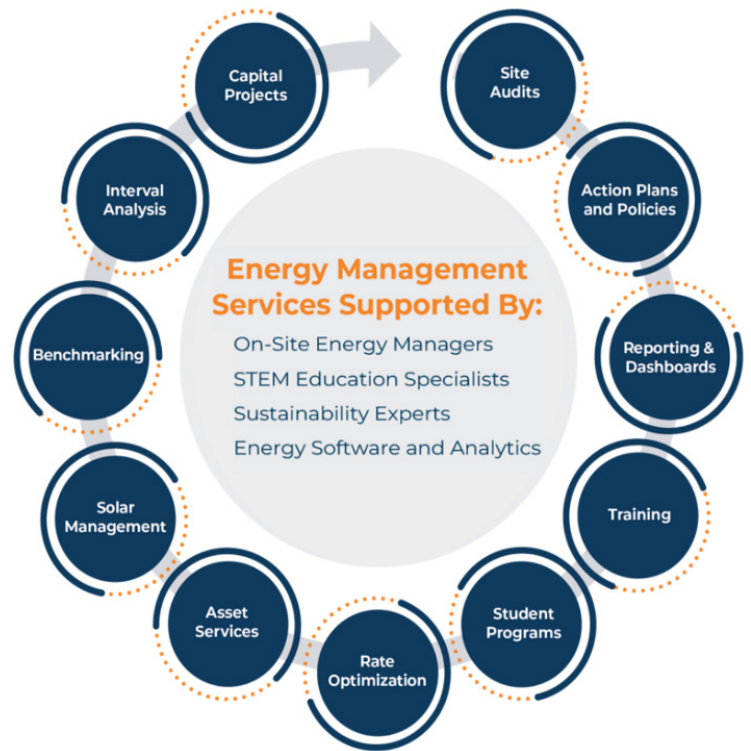 Site
Audits
Action Plans
and Policies
Reporting &
Dashboards
Training
Student
Programs
Rate
Optimization
Asset
Services
Solar
Management
Benchmarking
Interval
Analysis
Capital
Projects
Energy Management
Services Supported By:
On-Site Energy Managers
STEM Education Specialists
Sustainability Experts
Energy Software and Analytics